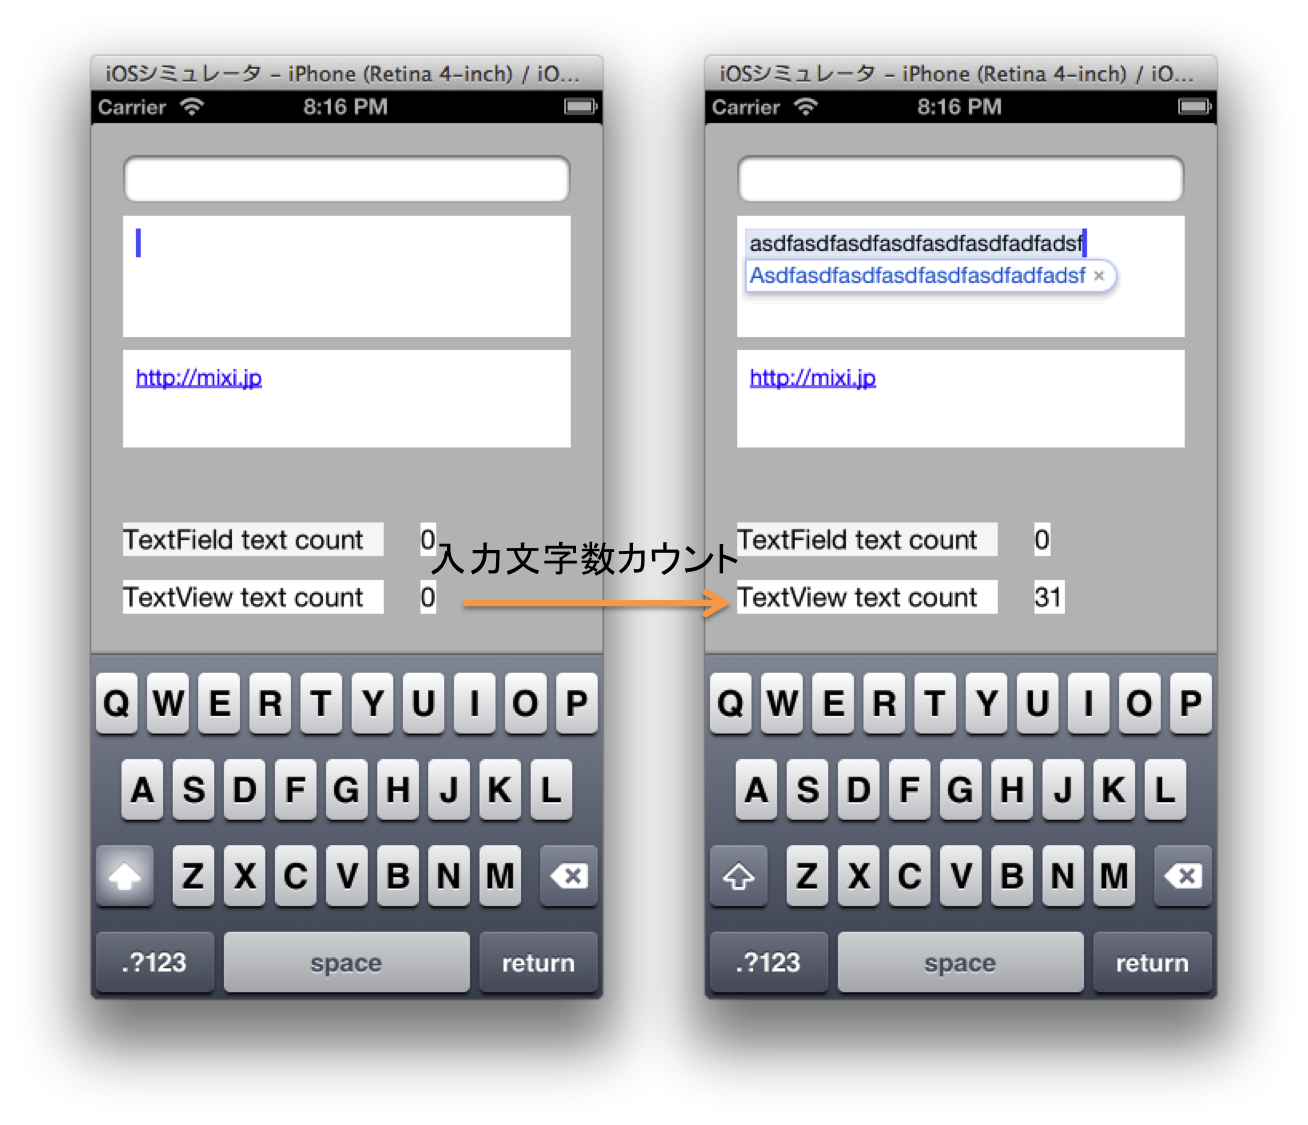 iOSシミュレータ – iPhone (Retina 4-inch) / iO...
Carrier 8:16 PM
http://mixi.jp
TextField text count 0
TextView text count 0
Q W E R T Y U I O P
A S D F G H J K L
Z X C V B N M
.?123 space return
入力文字数カウント
iOSシミュレータ – iPhone (Retina 4-inch) / iO...
Carrier 8:16 PM
asdfasdfasdfasdfasdfasdfadfadsf
Asdfasdfasdfasdfasdfasdfadfadsf ×
http://mixi.jp
TextField text count 0
TextView text count 31
Q W E R T Y U I O P
A S D F G H J K L
Z X C V B N M
.?123 space return